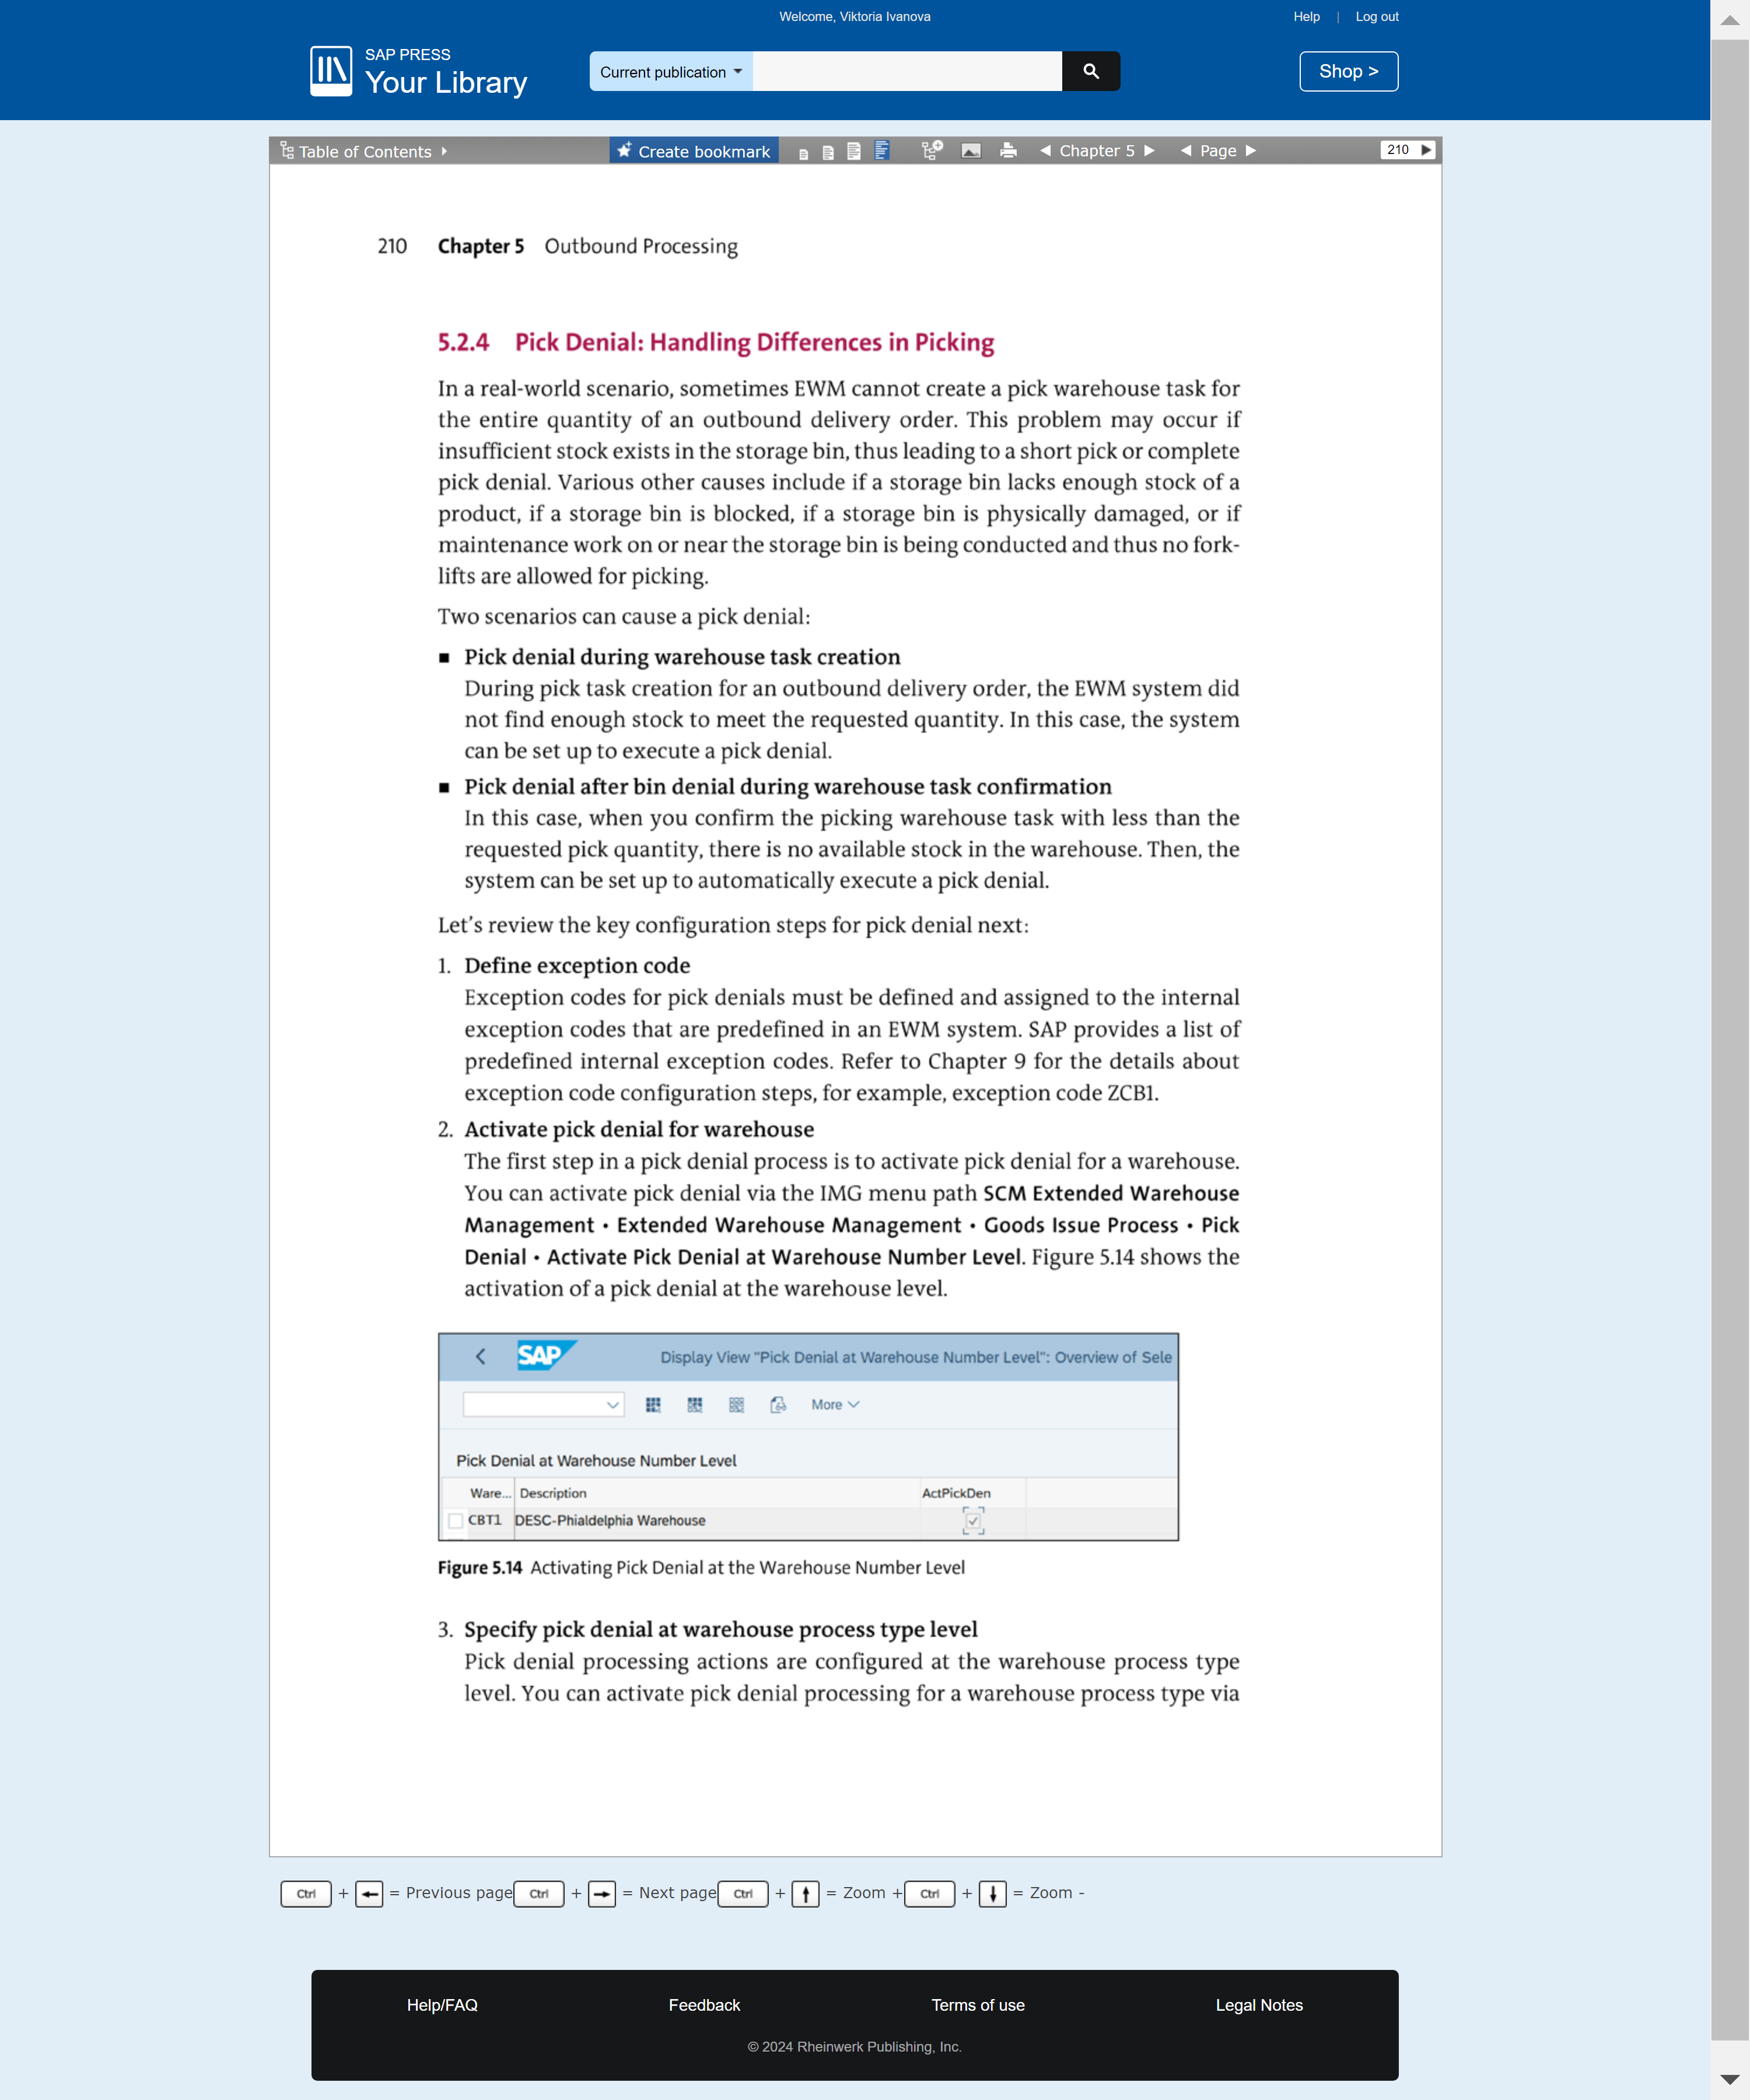 Welcome, Viktoria Ivanova
Help | Log out
SAP PRESS
Your Library
Current publication
Shop >
Table of Contents
Create bookmark
Chapter 5
Page
210
210 Chapter 5 Outbound Processing
5.2.4 Pick Denial: Handling Differences in Picking
In a real-world scenario, sometimes EWM cannot create a pick warehouse task for
the entire quantity of an outbound delivery order. This problem may occur if
insufficient stock exists in the storage bin, thus leading to a short pick or complete
pick denial. Various other causes include if a storage bin lacks enough stock of a
product, if a storage bin is blocked, if a storage bin is physically damaged, or if
maintenance work on or near the storage bin is being conducted and thus no fork-
lifts are allowed for picking.
Two scenarios can cause a pick denial:
■ Pick denial during warehouse task creation
During pick task creation for an outbound delivery order, the EWM system did
not find enough stock to meet the requested quantity. In this case, the system
can be set up to execute a pick denial.
■ Pick denial after bin denial during warehouse task confirmation
In this case, when you confirm the picking warehouse task with less than the
requested pick quantity, there is no available stock in the warehouse. Then, the
system can be set up to automatically execute a pick denial.
Let's review the key configuration steps for pick denial next:
1. Define exception code
Exception codes for pick denials must be defined and assigned to the internal
exception codes that are predefined in an EWM system. SAP provides a list of
predefined internal exception codes. Refer to Chapter 9 for the details about
exception code configuration steps, for example, exception code ZCB1.
2. Activate pick denial for warehouse
The first step in a pick denial process is to activate pick denial for a warehouse.
You can activate pick denial via the IMG menu path SCM Extended Warehouse
Management • Extended Warehouse Management • Goods Issue Process • Pick
Denial • Activate Pick Denial at Warehouse Number Level. Figure 5.14 shows the
activation of a pick denial at the warehouse level.
SAP
Display View "Pick Denial at Warehouse Number Level": Overview of Sele
More
Pick Denial at Warehouse Number Level
Ware... Description ActPickDen
CBT1 DESC-Phialdelphia Warehouse
Figure 5.14 Activating Pick Denial at the Warehouse Number Level
3. Specify pick denial at warehouse process type level
Pick denial processing actions are configured at the warehouse process type
level. You can activate pick denial processing for a warehouse process type via
Ctrl + ← = Previous page Ctrl + → = Next page Ctrl + ↑ = Zoom + Ctrl + ↓ = Zoom -
Help/FAQ
Feedback
Terms of use
Legal Notes
© 2024 Rheinwerk Publishing, Inc.